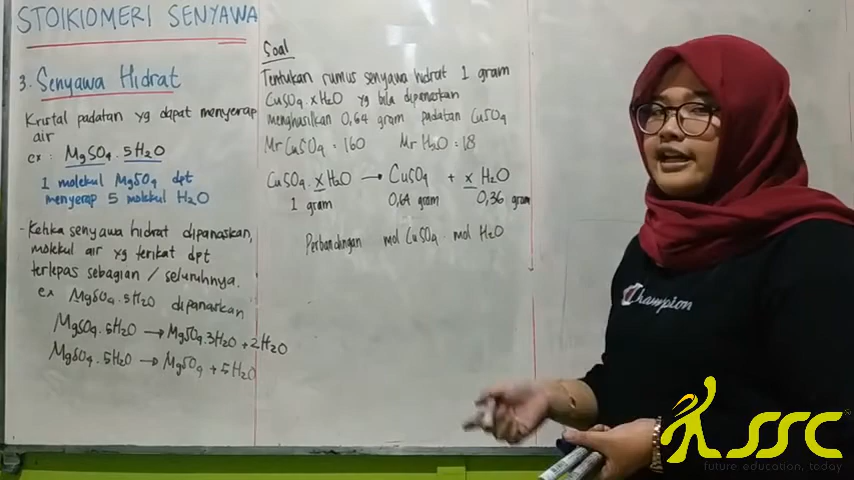 STOIKIOMERI SENYAWA
3. Senyawa Hidrat
Kristal padatan yg dapat menyerap
air
ex: MgSO₄ . 5H₂O
1 molekul MgSO₄ dpt
menyerap 5 molekul H₂O
- Ketika senyawa hidrat dipanaskan,
molekul air yg terikat dpt
terlepas sebagian / seluruhnya.
ex MgSO₄ . 5H₂O dipanaskan
MgSO₄ . 5H₂O → MgSO₄.3H₂O + 2H₂O
MgSO₄ . 5H₂O → MgSO₄ + 5H₂O
Soal
Tentukan rumus senyawa hidrat 1 gram
CuSO₄ . xH₂O yg bila dipanaskan
menghasilkan 0,64 gram padatan CuSO₄
Mr CuSO₄ = 160 Mr H₂O = 18
CuSO₄ . xH₂O → CuSO₄ + x H₂O
1 gram 0,64 gram 0,36 gram
Perbandingan mol CuSO₄ . mol H₂O
Champion
SSC®
future education, today